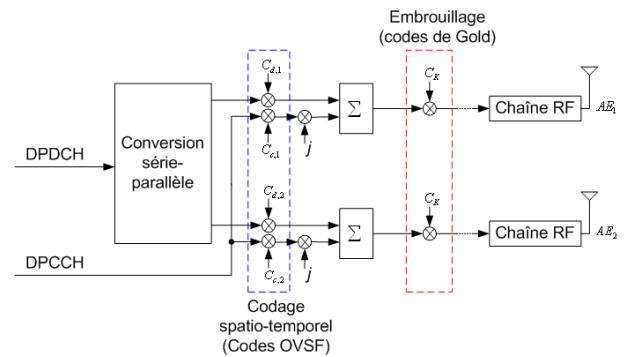 Embrouillage
(codes de Gold)
C_{d,1}
C_K
Σ
Chaîne RF
AE_1
C_{c,1}
j
Conversion
série-
parallèle
DPDCH
C_{d,2}
C_K
Σ
Chaîne RF
AE_2
DPCCH
C_{c,2}
j
Codage
spatio-temporel
(Codes OVSF)